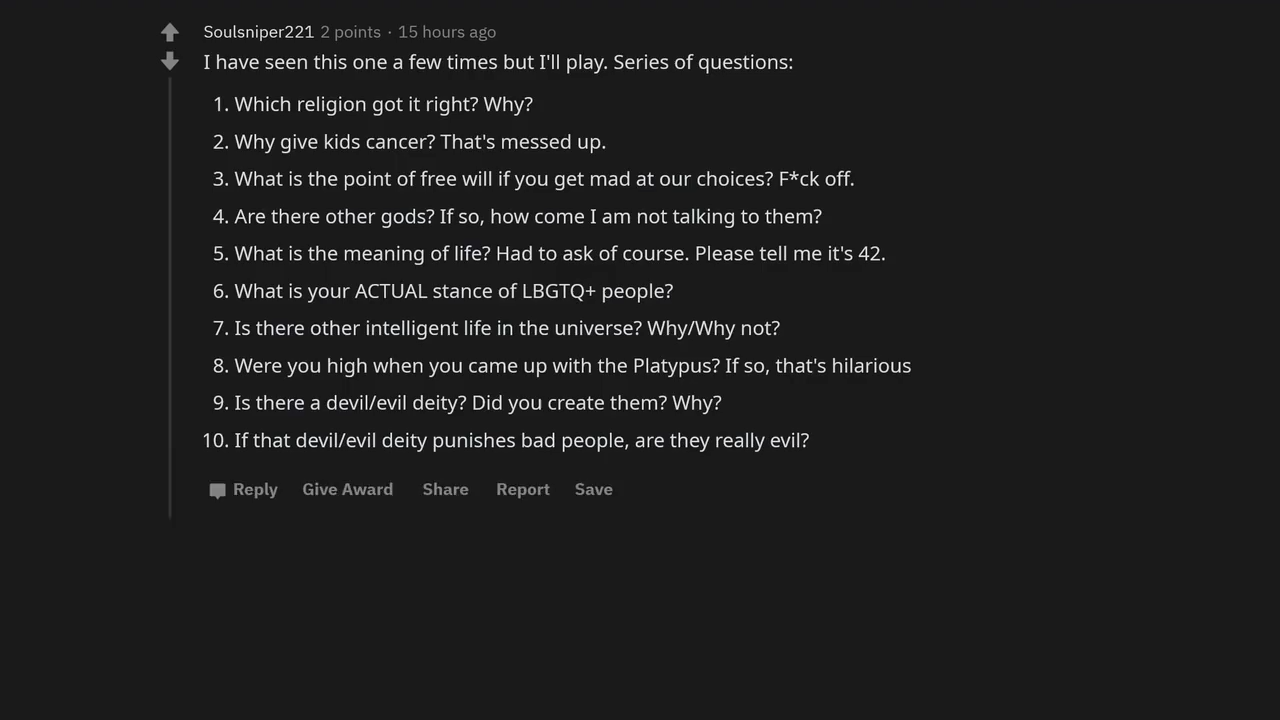 Soulsniper221 2 points · 15 hours ago
I have seen this one a few times but I'll play. Series of questions:
1. Which religion got it right? Why?
2. Why give kids cancer? That's messed up.
3. What is the point of free will if you get mad at our choices? F*ck off.
4. Are there other gods? If so, how come I am not talking to them?
5. What is the meaning of life? Had to ask of course. Please tell me it's 42.
6. What is your ACTUAL stance of LBGTQ+ people?
7. Is there other intelligent life in the universe? Why/Why not?
8. Were you high when you came up with the Platypus? If so, that's hilarious
9. Is there a devil/evil deity? Did you create them? Why?
10. If that devil/evil deity punishes bad people, are they really evil?
Reply Give Award Share Report Save